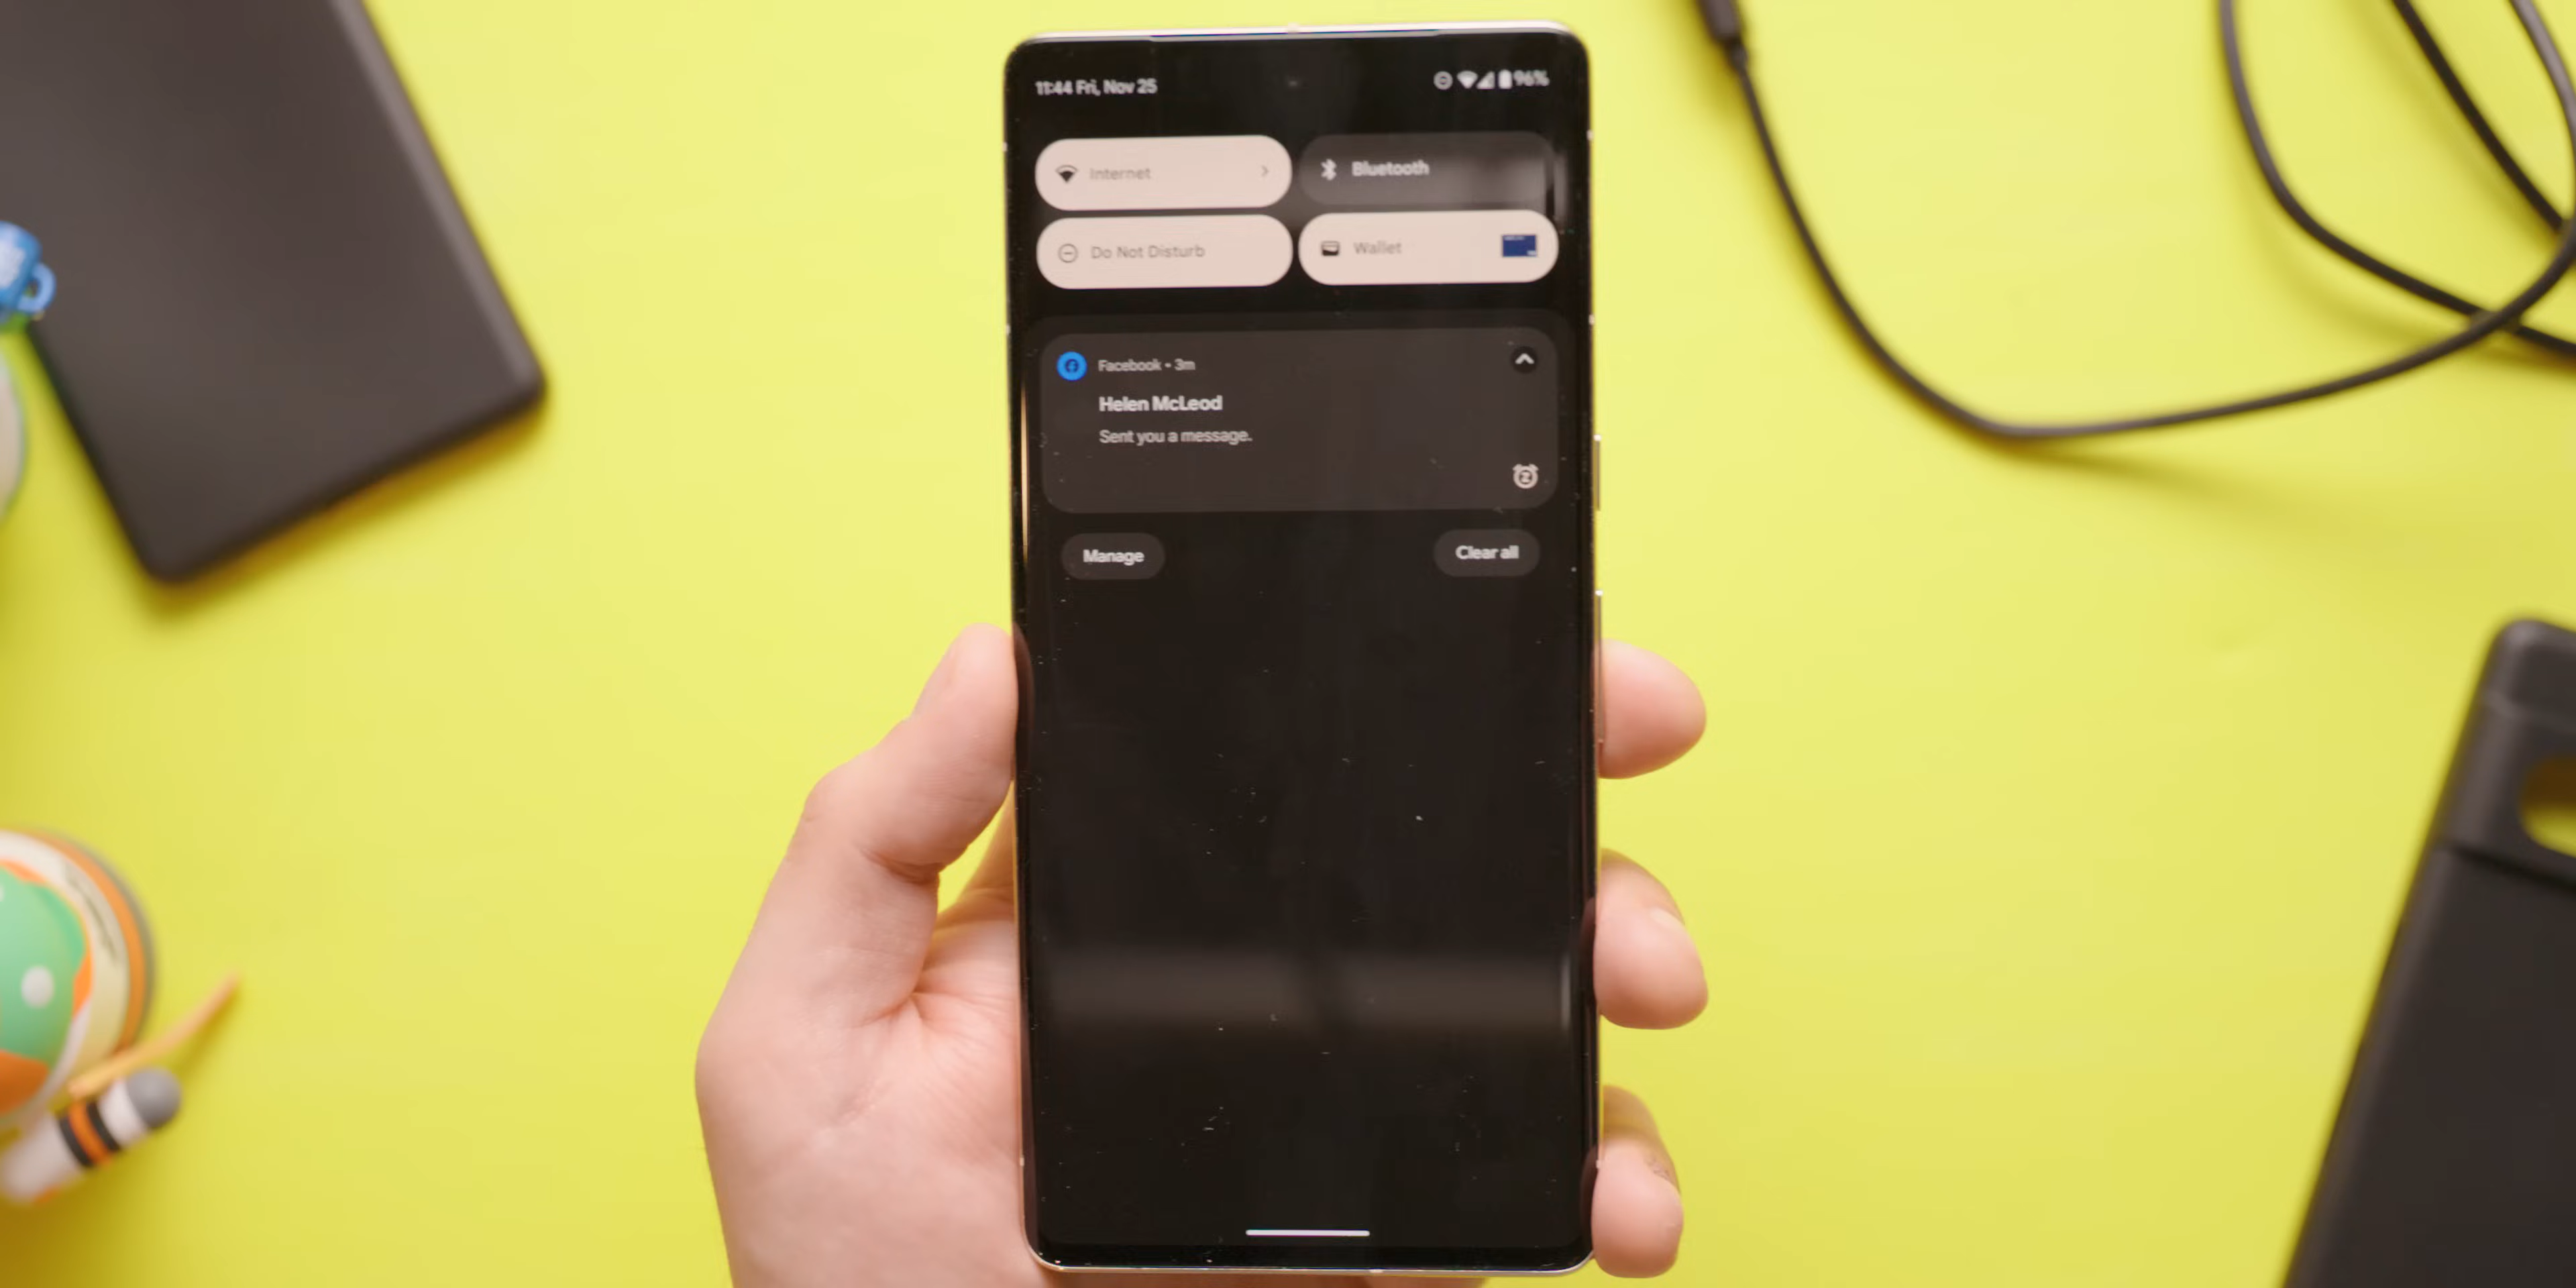 11:44 Fri, Nov 25
96%
Internet
Bluetooth
Do Not Disturb
Wallet
Facebook • 3m
Helen McLeod
Sent you a message.
Manage
Clear all